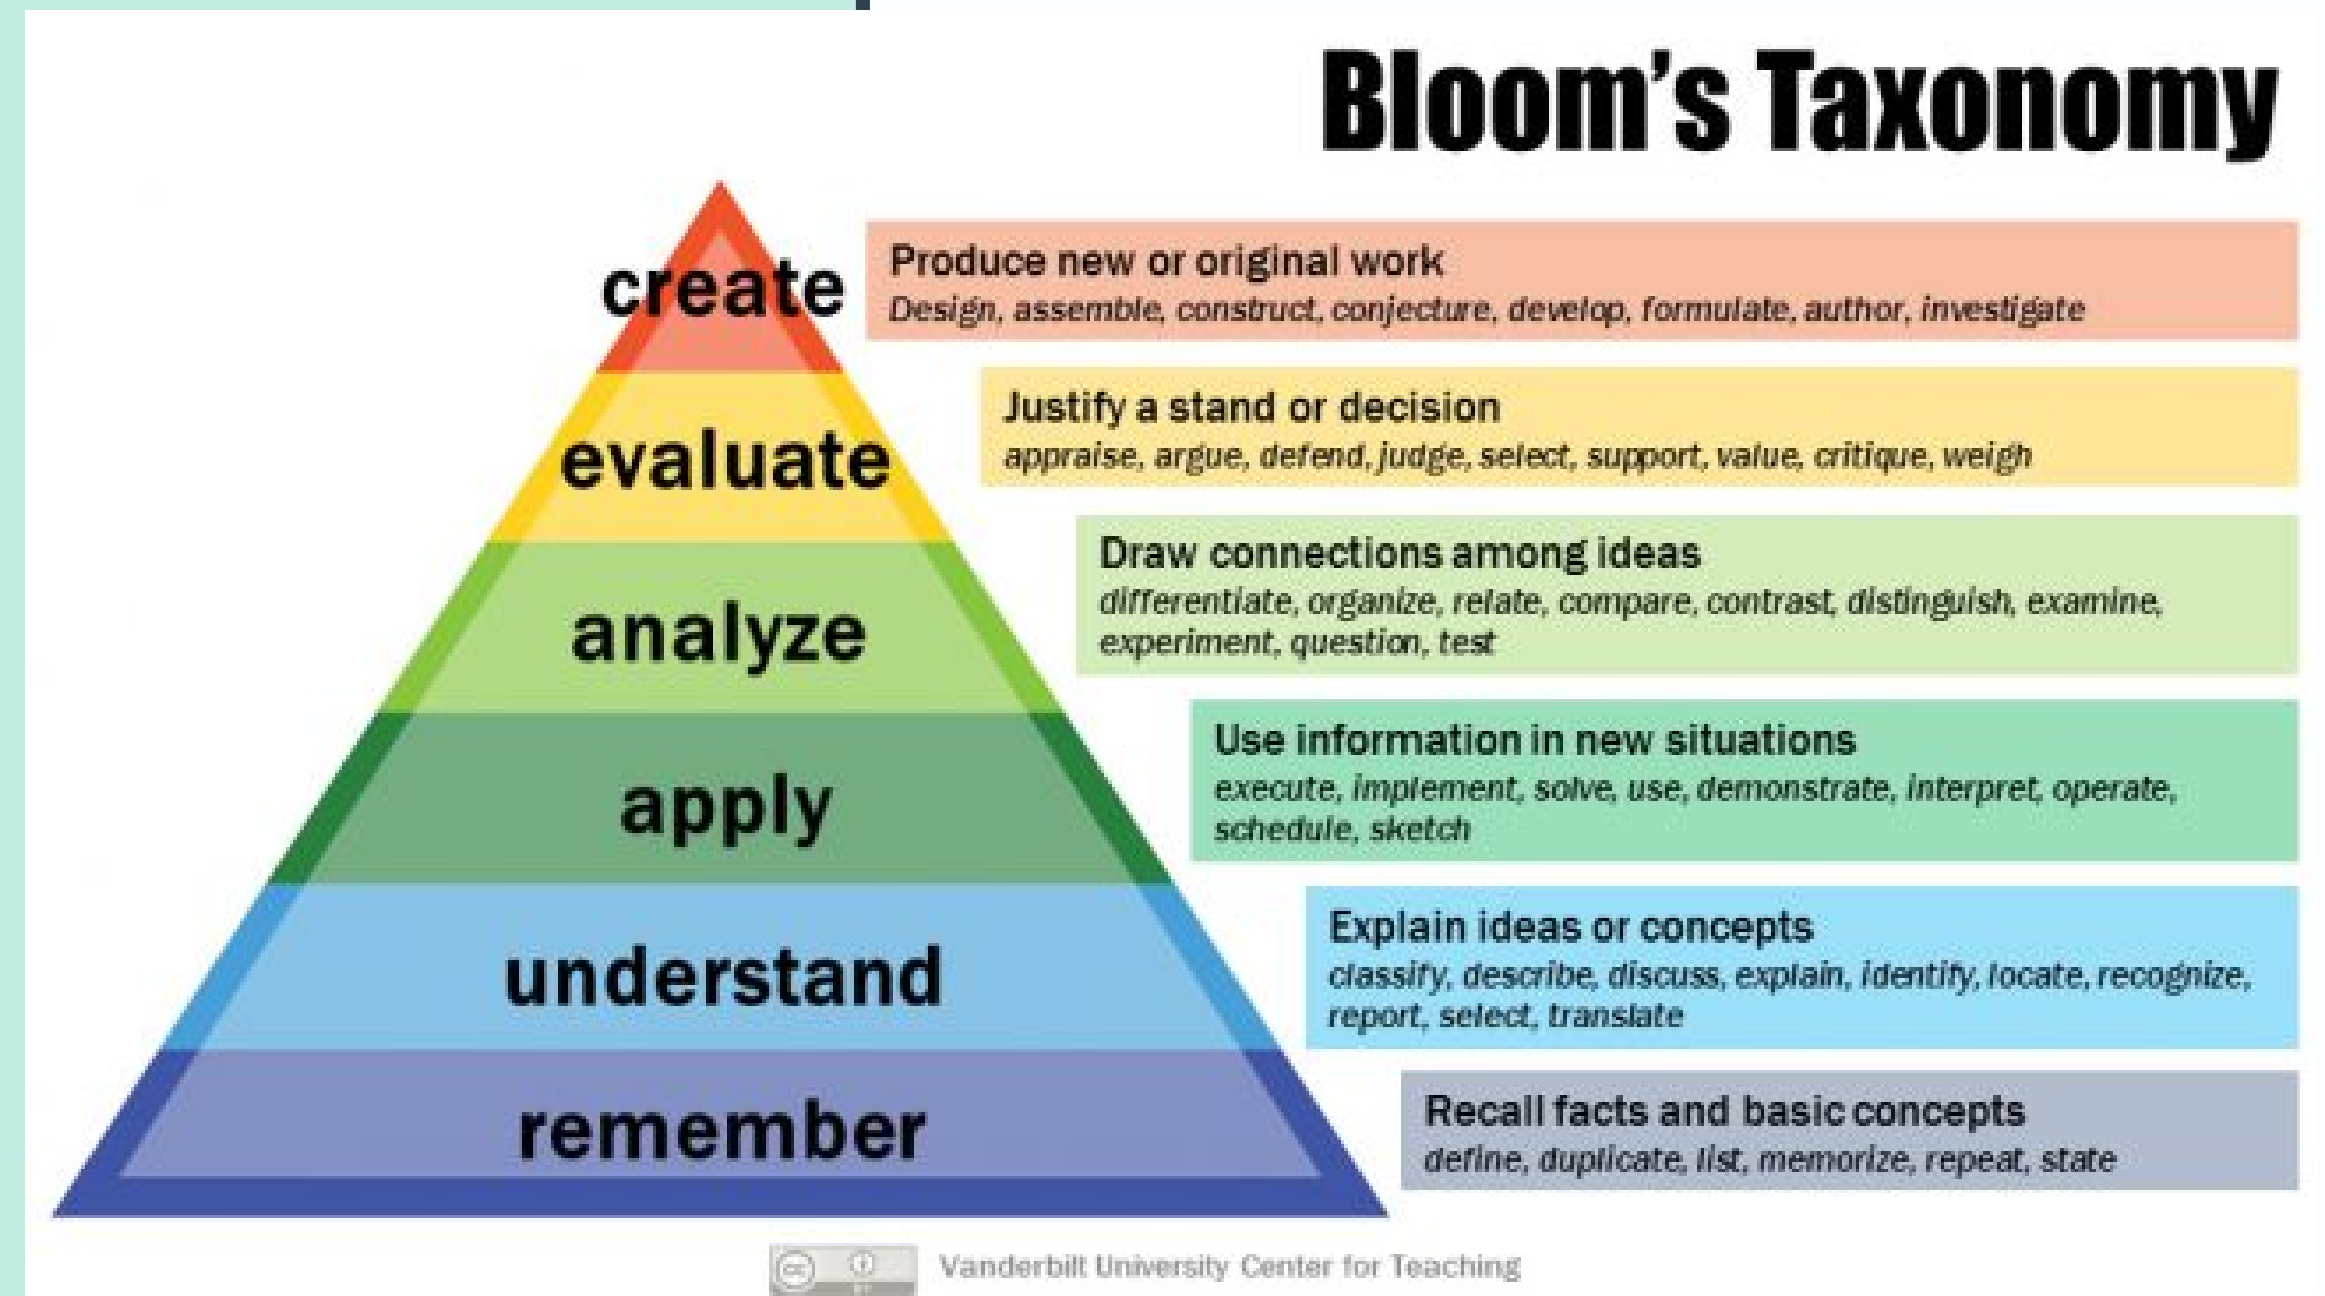 Bloom's Taxonomy
create
Produce new or original work
Design, assemble, construct, conjecture, develop, formulate, author, investigate
evaluate
Justify a stand or decision
appraise, argue, defend, judge, select, support, value, critique, weigh
analyze
Draw connections among ideas
differentiate, organize, relate, compare, contrast, distinguish, examine,
experiment, question, test
apply
Use information in new situations
execute, implement, solve, use, demonstrate, interpret, operate,
schedule, sketch
understand
Explain ideas or concepts
classify, describe, discuss, explain, identify, locate, recognize,
report, select, translate
remember
Recall facts and basic concepts
define, duplicate, list, memorize, repeat, state
cc
Vanderbilt University Center for Teaching